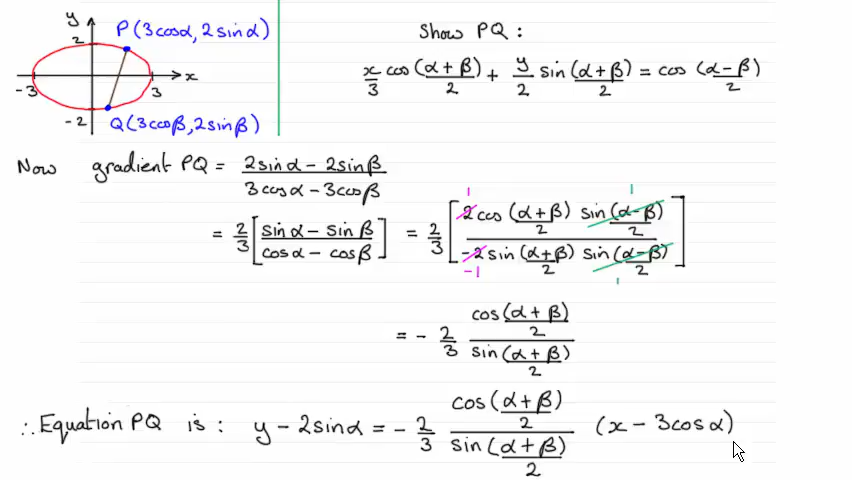 y
P(3cosα, 2sinα)
2
x
-3
3
-2
Q(3cosβ, 2sinβ)
Show PQ:
x/3 cos (α+β)/2 + y/2 sin (α+β)/2 = cos (α-β)/2
Now gradient PQ = (2sinα - 2sinβ)/(3cosα - 3cosβ)
= 2/3 [(sinα - sinβ)/(cosα - cosβ)] = 2/3 [(2cos (α+β)/2 sin (α-β)/2)/(-2sin (α+β)/2 sin (α-β)/2)]
1
1
-1
1
= - 2/3 (cos (α+β)/2)/(sin (α+β)/2)
∴ Equation PQ is: y - 2sinα = - 2/3 (cos (α+β)/2)/(sin (α+β)/2) (x - 3cosα)